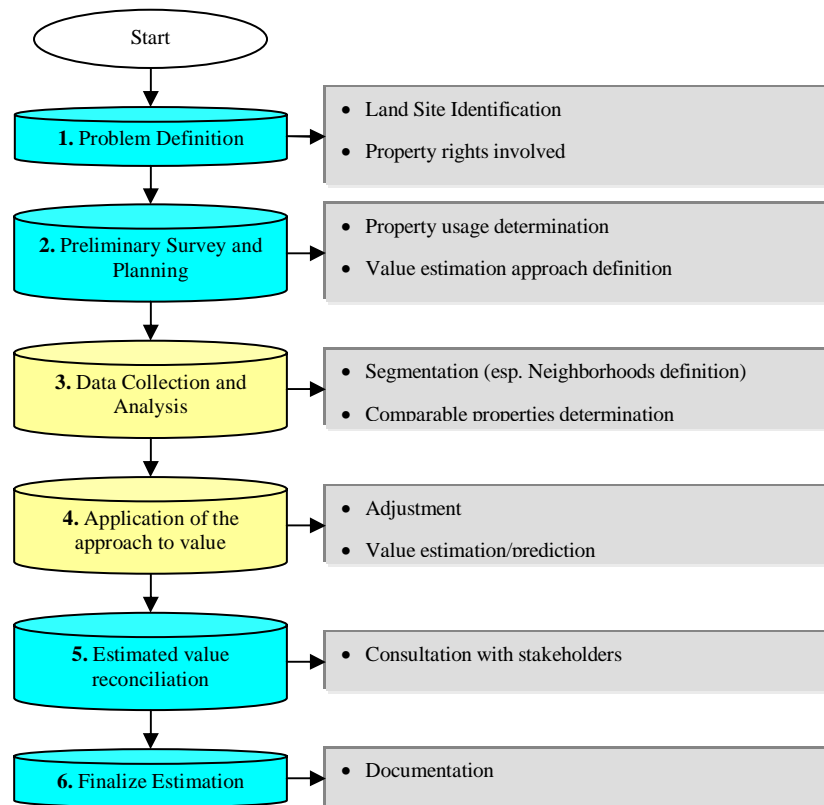 Start
1. Problem Definition
• Land Site Identification
• Property rights involved
2. Preliminary Survey and
Planning
• Property usage determination
• Value estimation approach definition
3. Data Collection and
Analysis
• Segmentation (esp. Neighborhoods definition)
• Comparable properties determination
4. Application of the
approach to value
• Adjustment
• Value estimation/prediction
5. Estimated value
reconciliation
• Consultation with stakeholders
6. Finalize Estimation
• Documentation